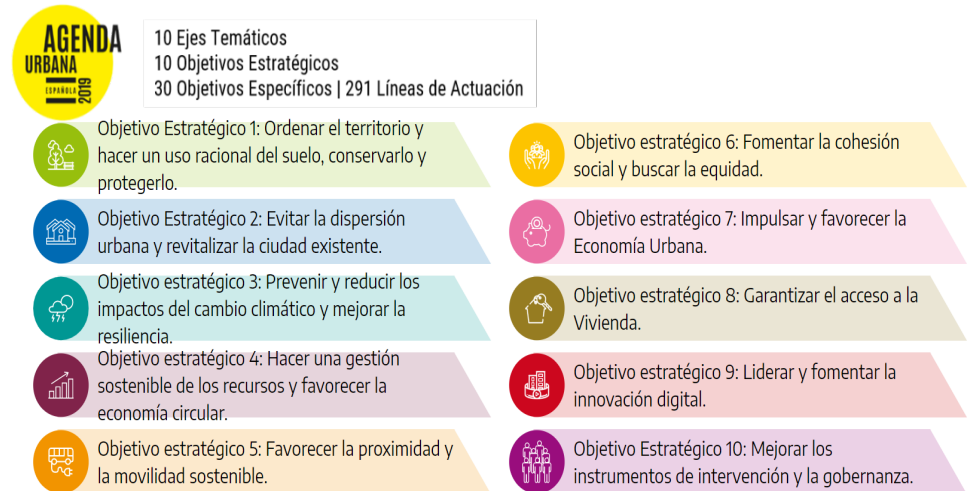 AGENDA
URBANA
ESPAÑOLA
2019
10 Ejes Temáticos
10 Objetivos Estratégicos
30 Objetivos Específicos | 291 Líneas de Actuación
Objetivo Estratégico 1: Ordenar el territorio y
hacer un uso racional del suelo, conservarlo y
protegerlo.
Objetivo Estratégico 2: Evitar la dispersión
urbana y revitalizar la ciudad existente.
Objetivo estratégico 3: Prevenir y reducir los
impactos del cambio climático y mejorar la
resiliencia.
Objetivo estratégico 4: Hacer una gestión
sostenible de los recursos y favorecer la
economía circular.
Objetivo estratégico 5: Favorecer la proximidad y
la movilidad sostenible.
Objetivo estratégico 6: Fomentar la cohesión
social y buscar la equidad.
Objetivo estratégico 7: Impulsar y favorecer la
Economía Urbana.
Objetivo estratégico 8: Garantizar el acceso a la
Vivienda.
Objetivo estratégico 9: Liderar y fomentar la
innovación digital.
Objetivo Estratégico 10: Mejorar los
instrumentos de intervención y la gobernanza.